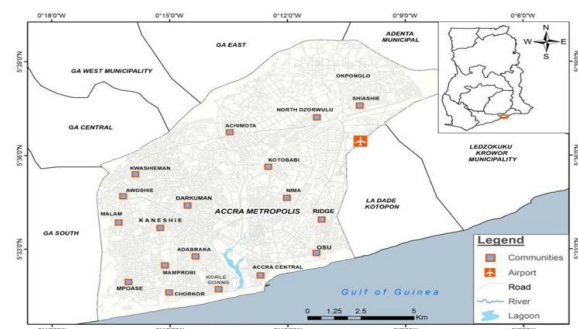 0°18'0"W
0°15'0"W
0°12'0"W
0°9'0"W
0°6'0"W
GA EAST
ADENTA
MUNICIPAL
N
W
E
S
GA WEST MUNICIPALITY
OKPONGLO
SHIASHIE
NORTH DZORWULU
ACHIMOTA
GA CENTRAL
KOTOBABI
LEDZOKUKU
KROWOR
MUNICIPALITY
KWASHIEMAN
AWOSHIE
DARKUMAN
NIMA
LA DADE
KOTOPON
MALAM
KANESHIE
ACCRA METROPOLIS
RIDGE
GA SOUTH
ADABRAKA
OSU
MAMPROBI
KORLE
GONNO
ACCRA CENTRAL
MPOASE
CHORKOR
Gulf of Guinea
0
1.25
2.5
5
Km
Legend
Communities
Airport
Road
River
Lagoon